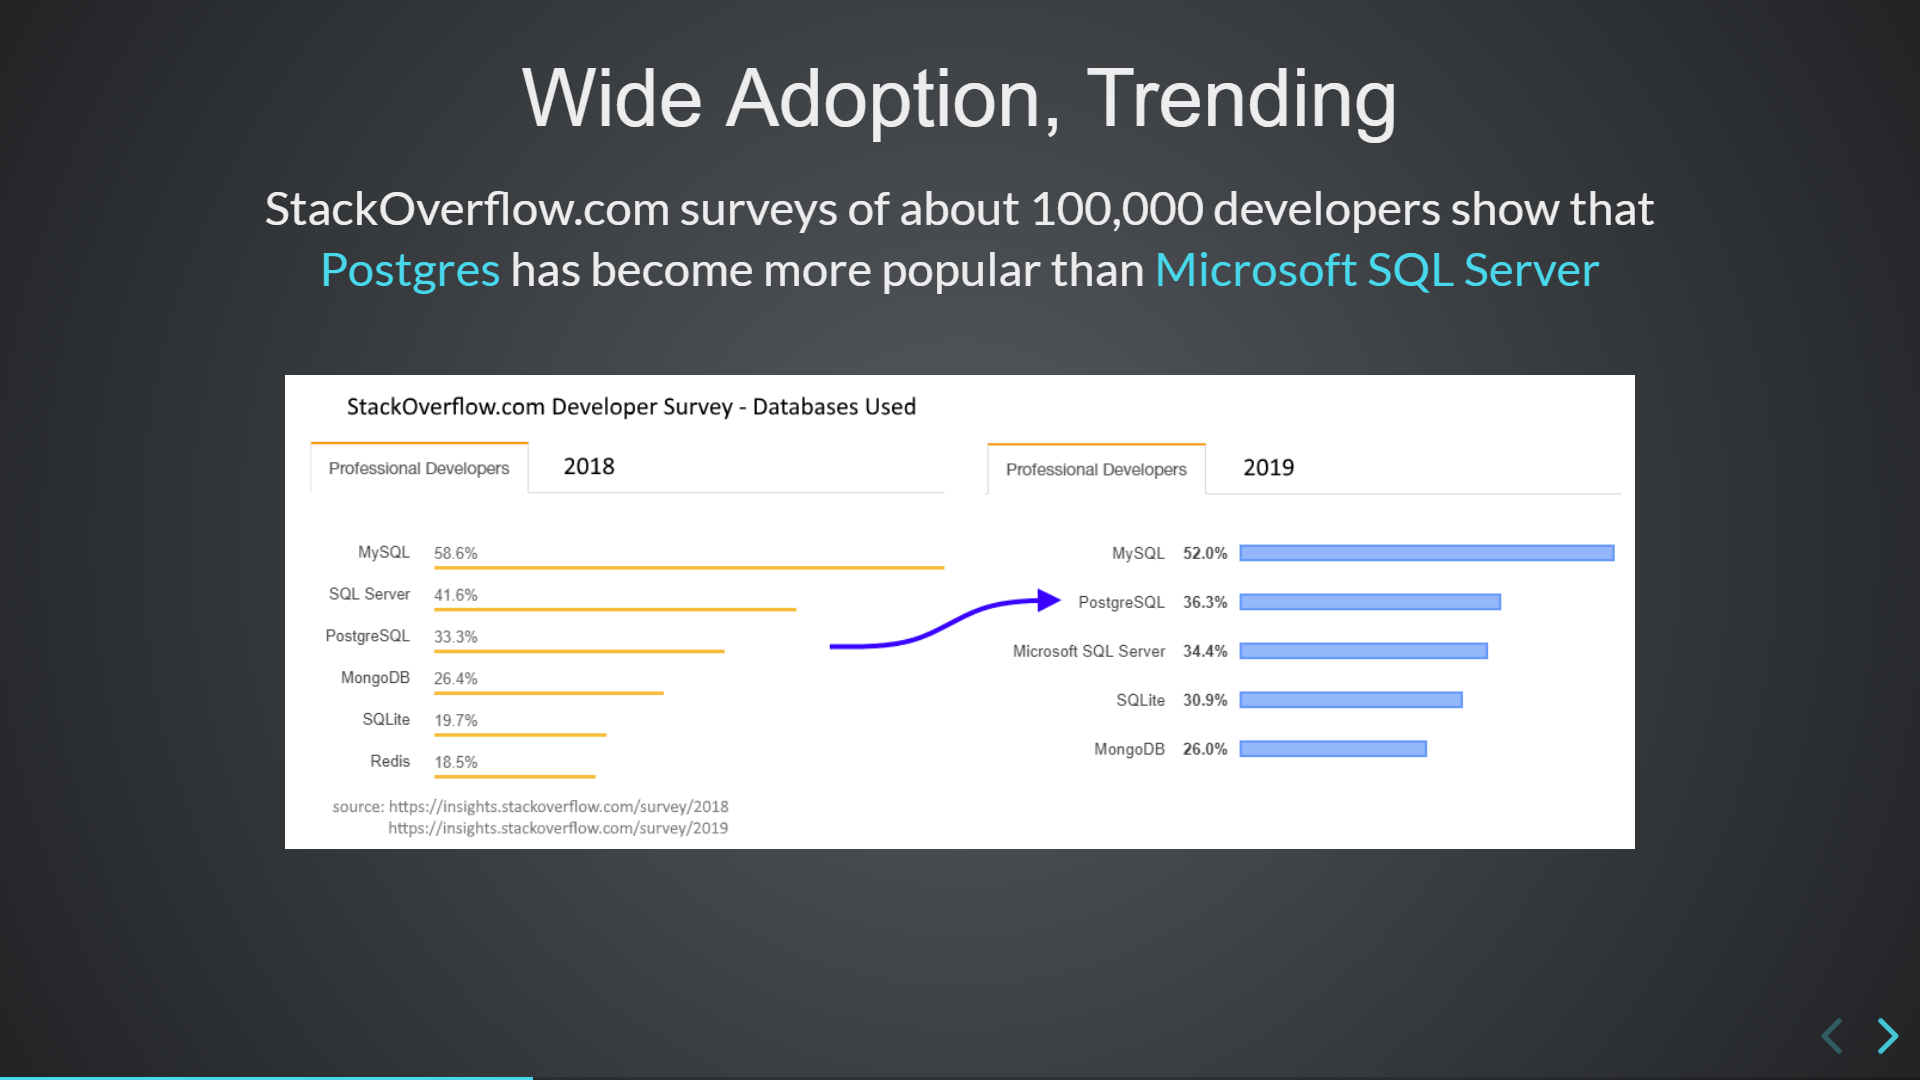 Wide Adoption, Trending
StackOverflow.com surveys of about 100,000 developers show that
Postgres has become more popular than Microsoft SQL Server
StackOverflow.com Developer Survey - Databases Used
Professional Developers 2018
MySQL 58.6%
SQL Server 41.6%
PostgreSQL 33.3%
MongoDB 26.4%
SQLite 19.7%
Redis 18.5%
source: https://insights.stackoverflow.com/survey/2018
https://insights.stackoverflow.com/survey/2019
Professional Developers 2019
MySQL 52.0%
PostgreSQL 36.3%
Microsoft SQL Server 34.4%
SQLite 30.9%
MongoDB 26.0%